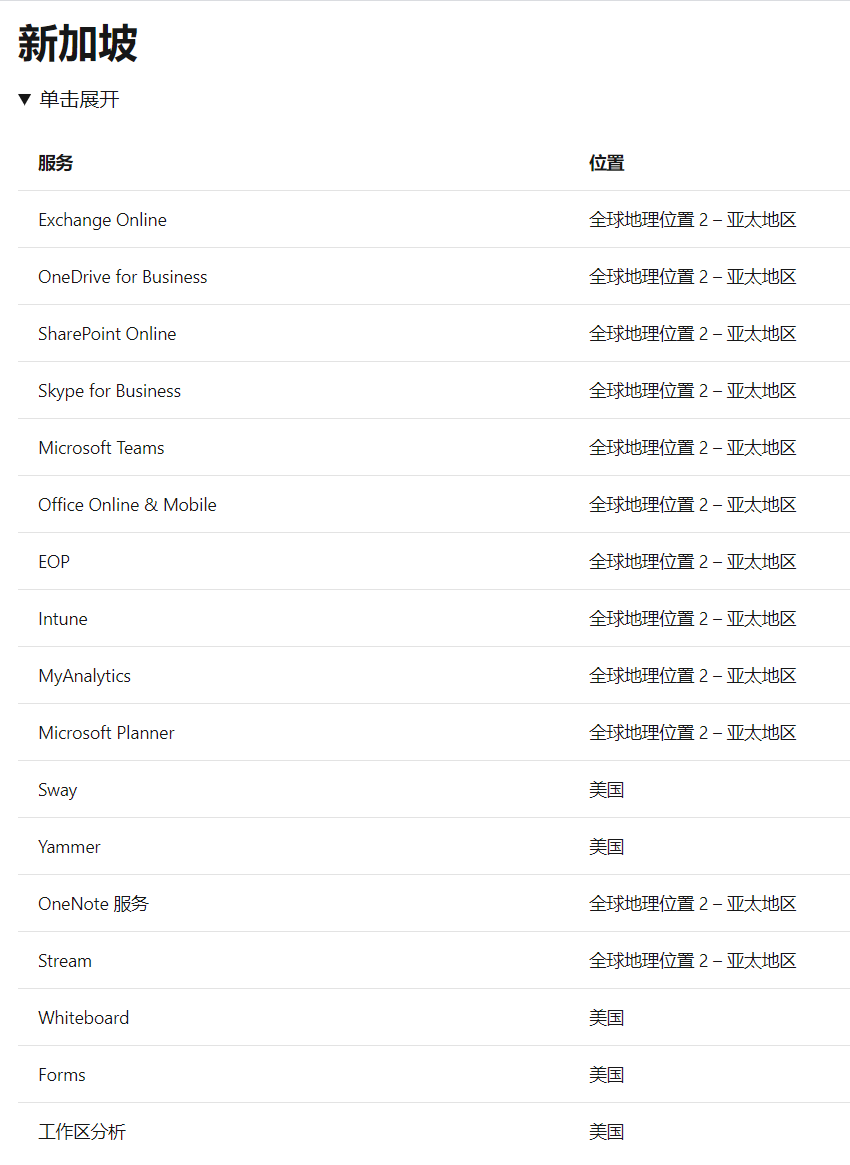 新加坡
▼ 单击展开
服务 位置
Exchange Online 全球地理位置 2 – 亚太地区
OneDrive for Business 全球地理位置 2 – 亚太地区
SharePoint Online 全球地理位置 2 – 亚太地区
Skype for Business 全球地理位置 2 – 亚太地区
Microsoft Teams 全球地理位置 2 – 亚太地区
Office Online & Mobile 全球地理位置 2 – 亚太地区
EOP 全球地理位置 2 – 亚太地区
Intune 全球地理位置 2 – 亚太地区
MyAnalytics 全球地理位置 2 – 亚太地区
Microsoft Planner 全球地理位置 2 – 亚太地区
Sway 美国
Yammer 美国
OneNote 服务 全球地理位置 2 – 亚太地区
Stream 全球地理位置 2 – 亚太地区
Whiteboard 美国
Forms 美国
工作区分析 美国